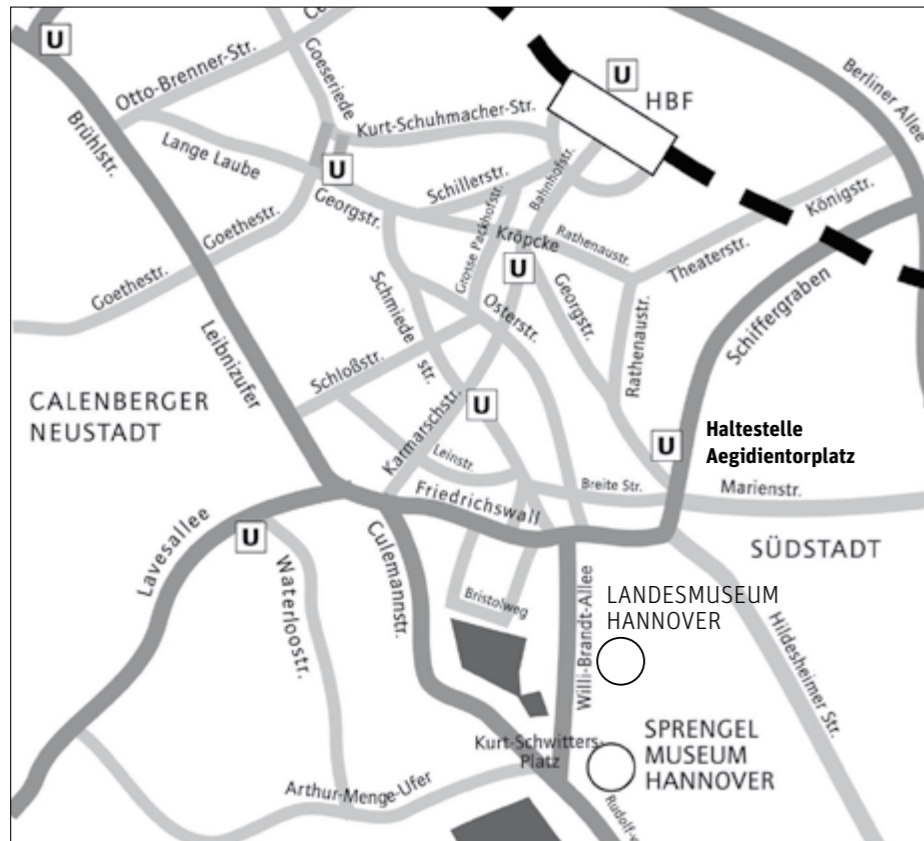 U
Otto-Brenner-Str.
Goeseriede
U
HBF
Berliner Allee
Brühlstr.
Kurt-Schuhmacher-Str.
Lange Laube
U
Schillerstr.
Bahnhofstr.
Königstr.
Georgstr.
Grosse Packhofstr.
Kröpcke
Rathenaustr.
Theaterstr.
Goethestr.
Goethestr.
U
Georgstr.
Schmiede
str.
Osterstr.
Rathenaustr.
Schiffergraben
Leibnizufer
Schloßstr.
CALENBERGER
NEUSTADT
U
Karmarschstr.
U
Haltestelle
Aegidientorplatz
Leinstr.
Breite Str.
Marienstr.
Friedrichswall
Lavesallee
U
Culemannstr.
SÜDSTADT
Waterloostr.
Bristolweg
Willi-Brandt-Allee
LANDESMUSEUM
HANNOVER
Hildesheimer Str.
Kurt-Schwitters-
Platz
SPRENGEL
MUSEUM
HANNOVER
Arthur-Menge-Ufer